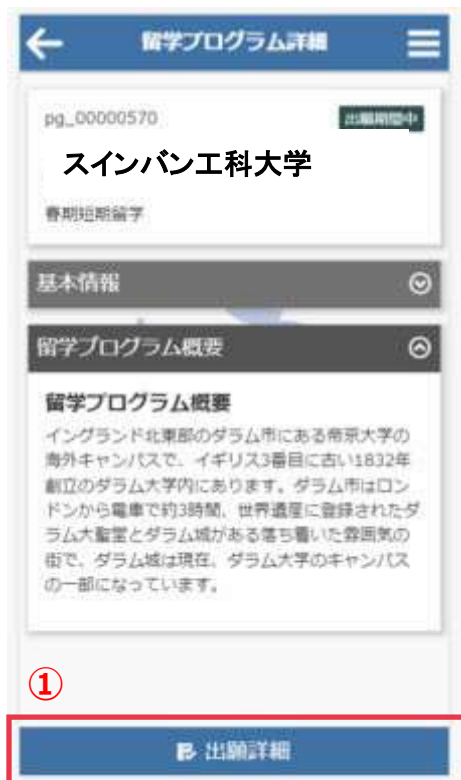 留学プログラム詳細
pg_00000570
出願期間中
スインバン工科大学
春期短期留学
基本情報
留学プログラム概要
留学プログラム概要
イングランド北東部のダラム市にある帝京大学の
海外キャンパスで、イギリス3番目に古い1832年
創立のダラム大学内にあります。ダラム市はロン
ドンから電車で約3時間、世界遺産に登録されたダ
ラム大聖堂とダラム城がある落ち着いた雰囲気の
街で、ダラム城は現在、ダラム大学のキャンパス
の一部になっています。
①
出願詳細